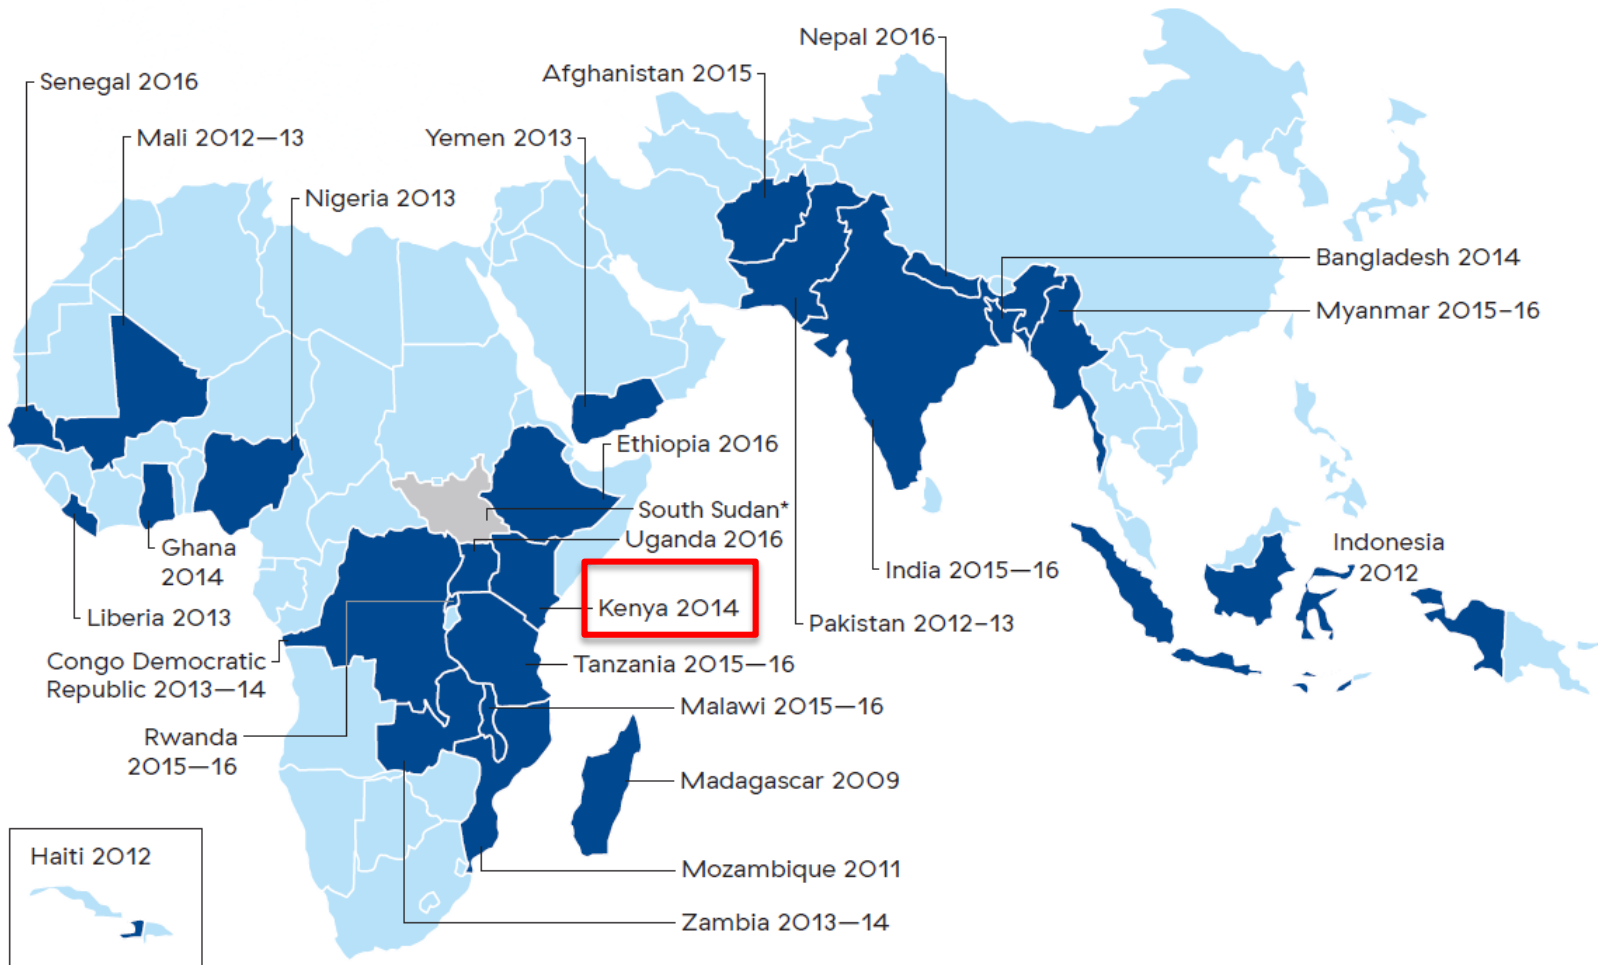 Nepal 2016
Afghanistan 2015
Senegal 2016
Mali 2012—13
Yemen 2013
Nigeria 2013
Bangladesh 2014
Myanmar 2015–16
Ethiopia 2016
South Sudan*
Uganda 2016
Ghana
2014
Indonesia
2012
India 2015—16
Kenya 2014
Liberia 2013
Pakistan 2012–13
Congo Democratic
Republic 2013—14
Tanzania 2015—16
Malawi 2015—16
Rwanda
2015—16
Madagascar 2009
Haiti 2012
Mozambique 2011
Zambia 2013—14